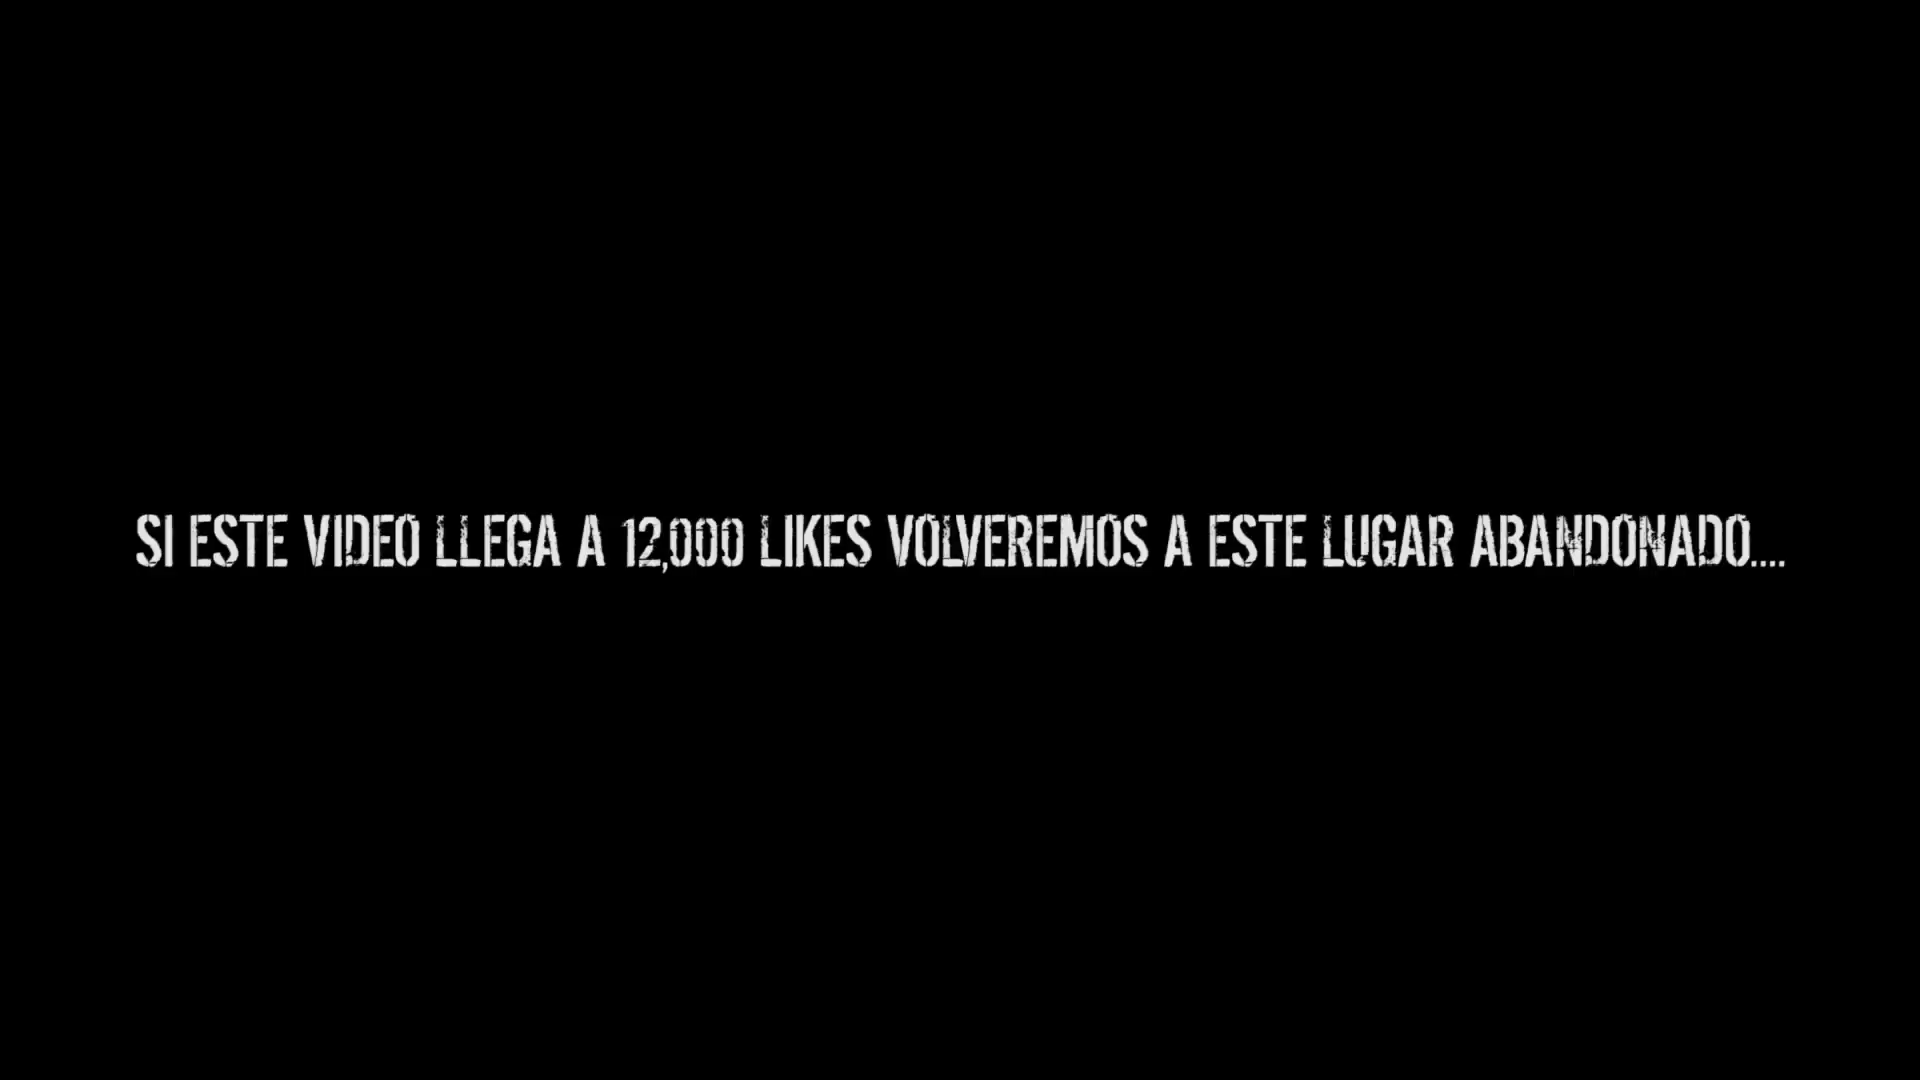 SI ESTE VIDEO LLEGA A 12,000 LIKES VOLVEREMOS A ESTE LUGAR ABANDONADO....